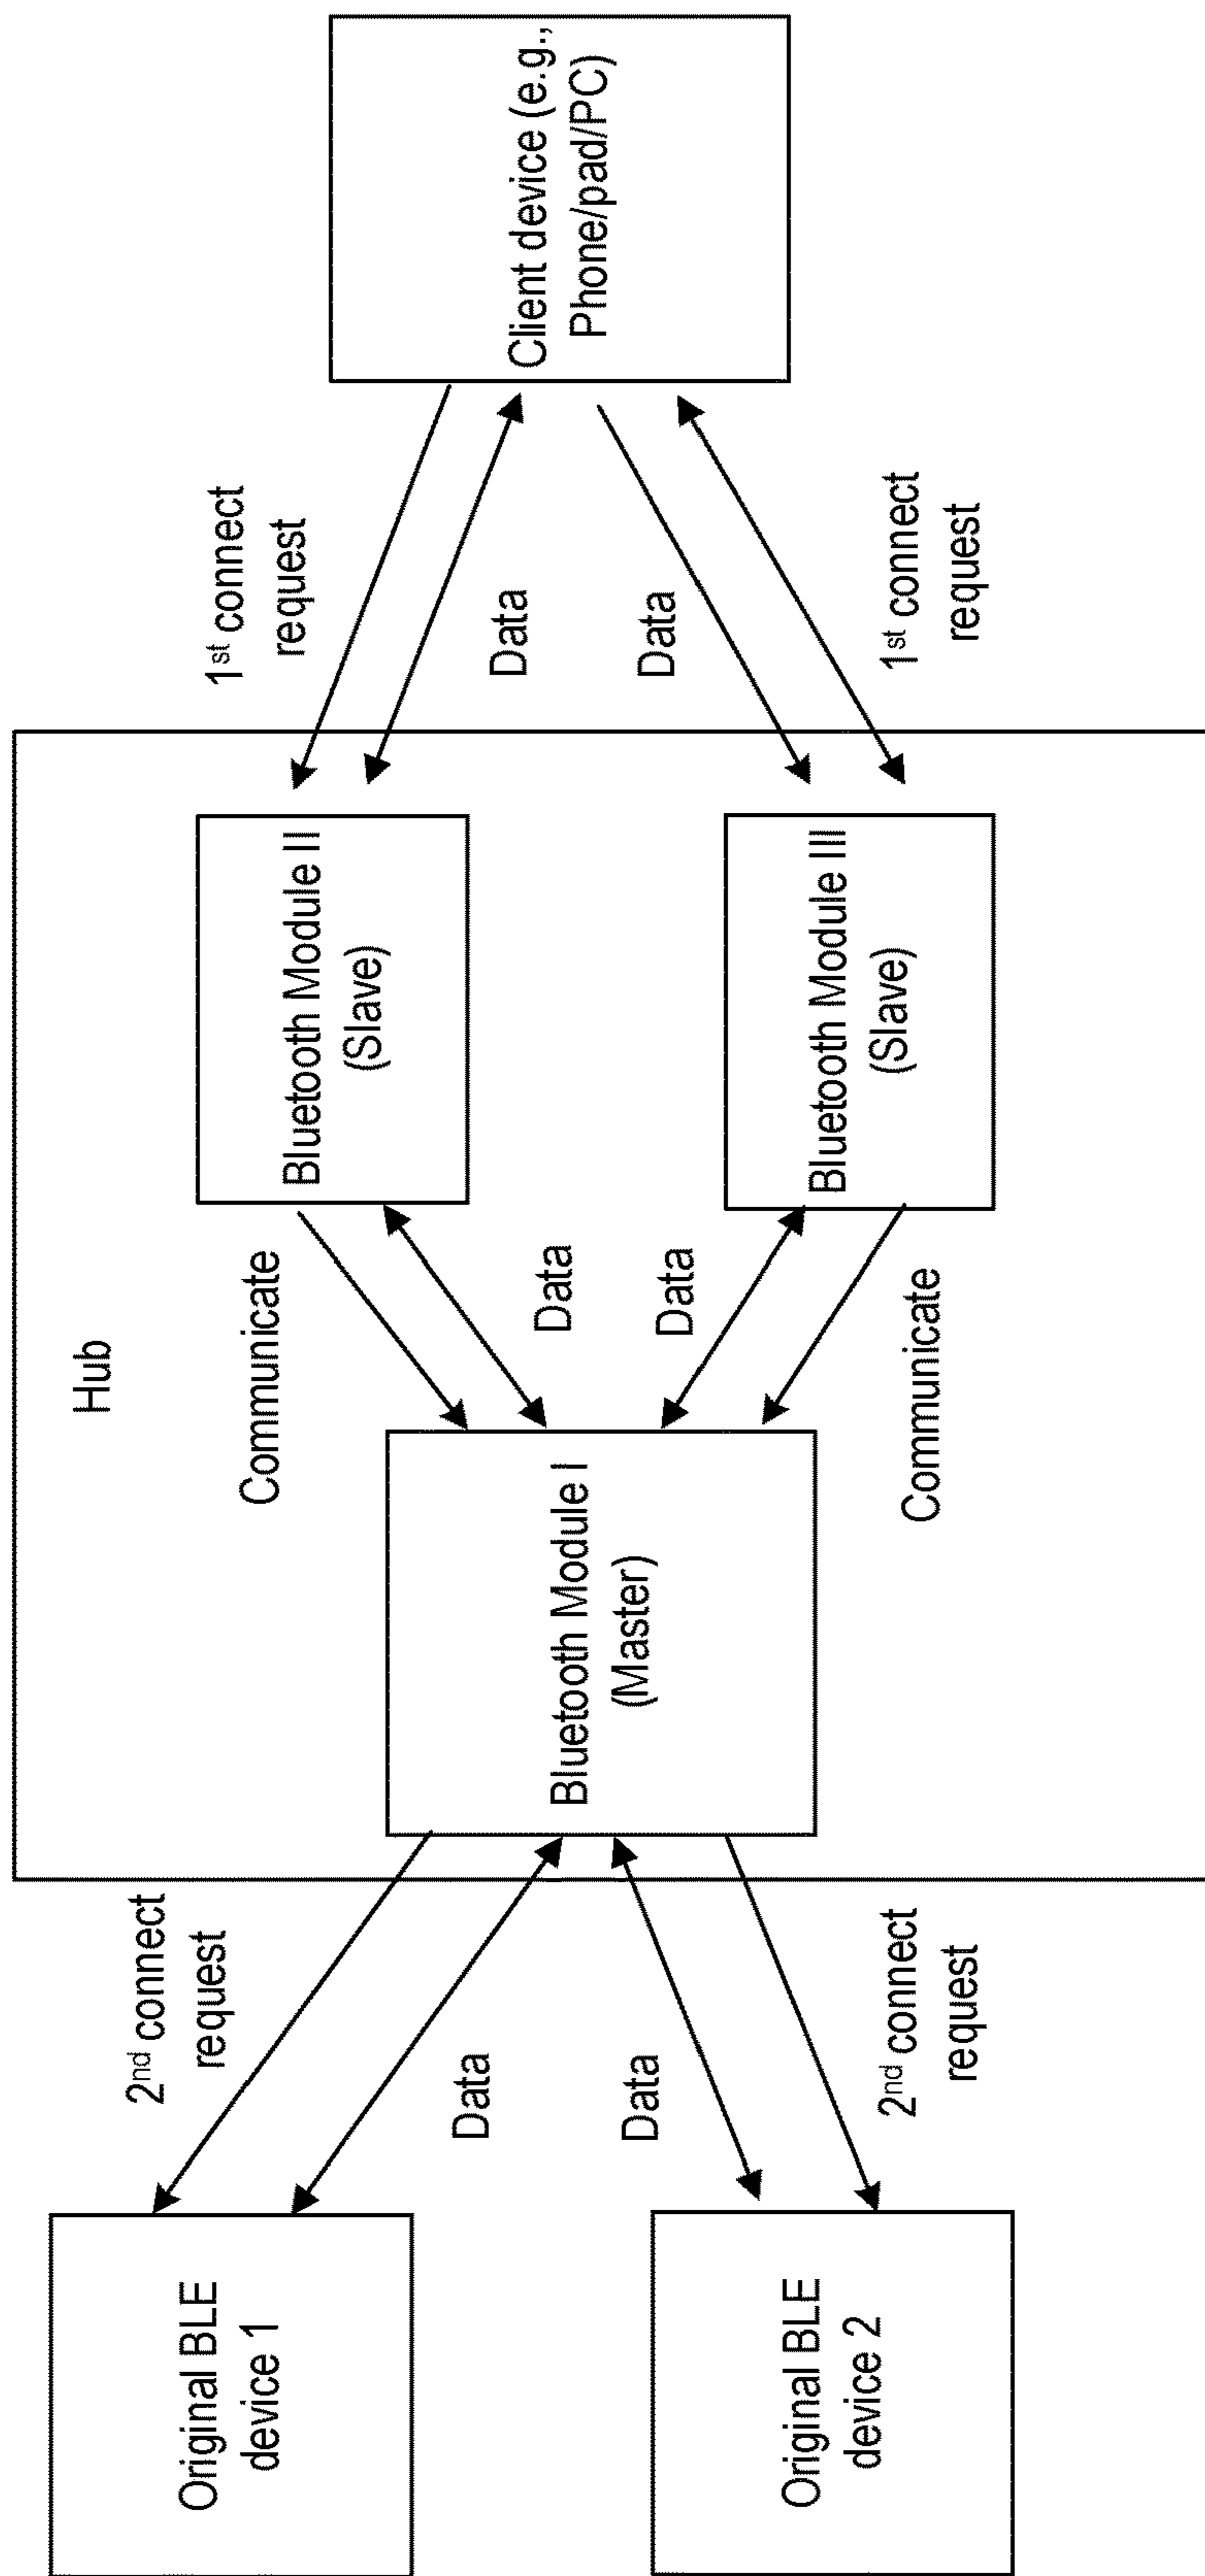 Hub
Original BLE
device 1
Original BLE
device 2
2nd connect
request
Data
Data
2nd connect
request
Bluetooth Module I
(Master)
Communicate
Data
Data
Communicate
Bluetooth Module II
(Slave)
Bluetooth Module III
(Slave)
1st connect
request
Data
Data
1st connect
request
Client device (e.g.,
Phone/pad/PC)